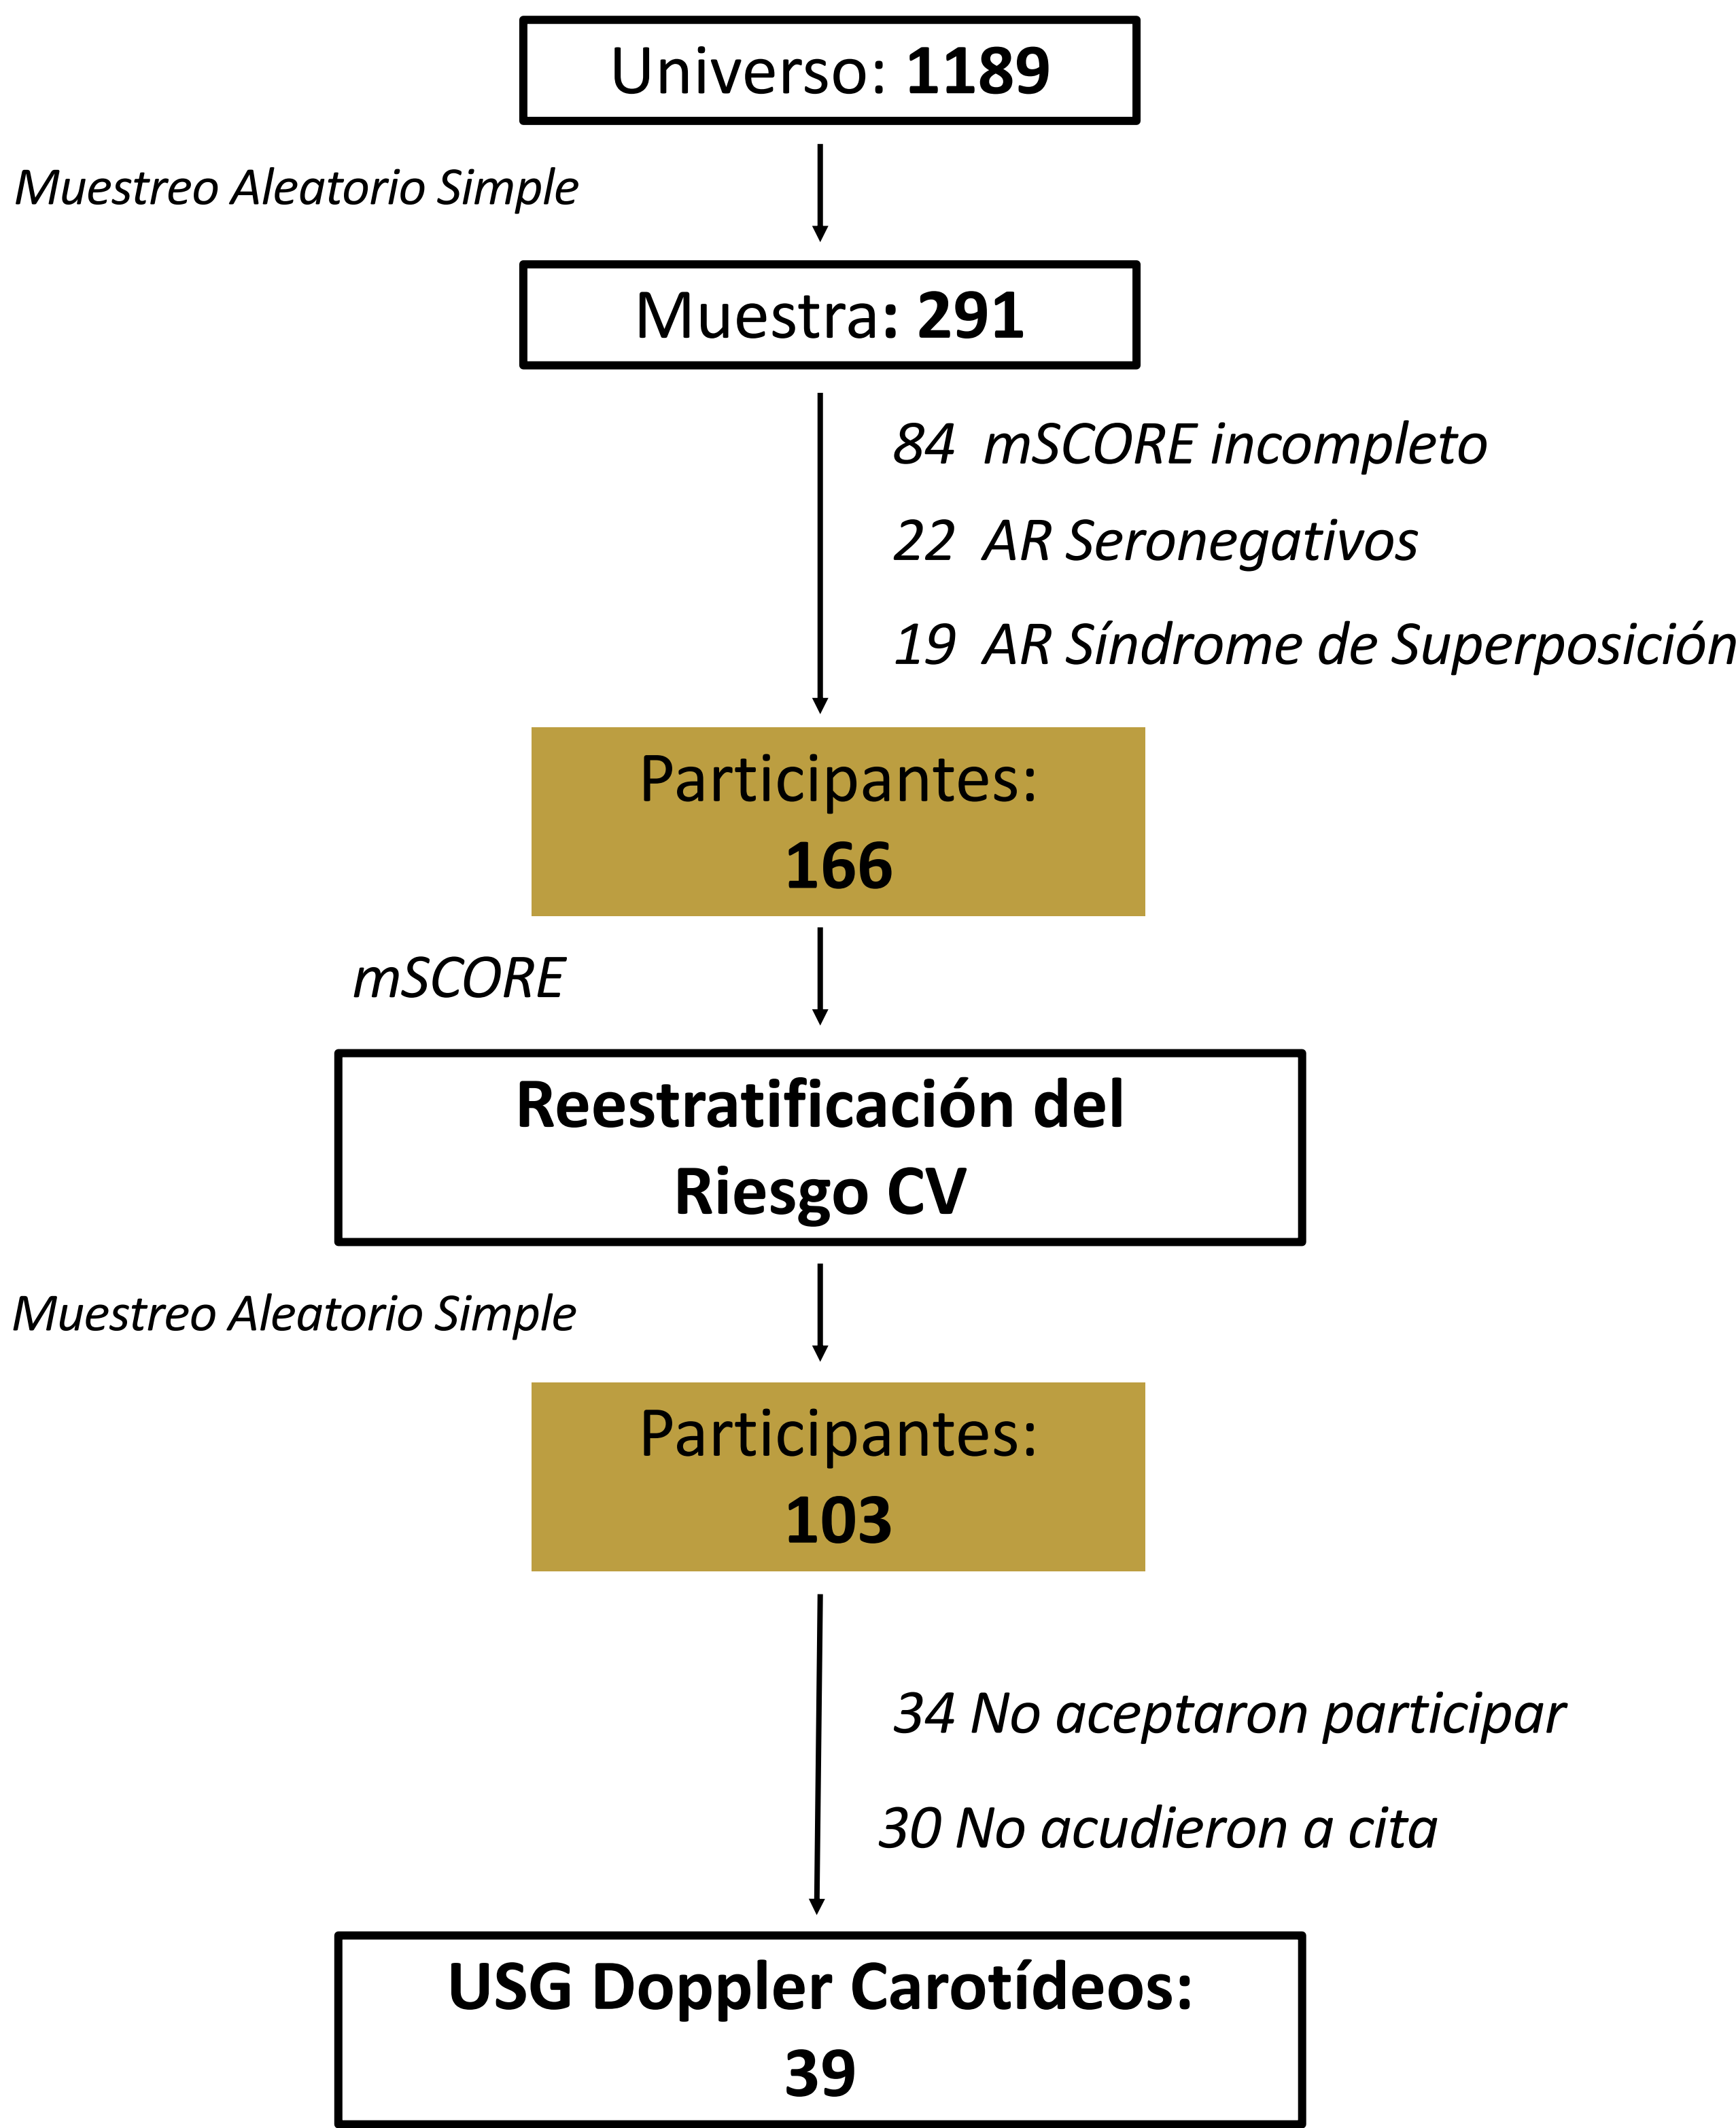 Universo: 1189
Muestreo Aleatorio Simple
Muestra: 291
84 mSCORE incompleto
22 AR Seronegativos
19 AR Síndrome de Superposición
Participantes:
166
mSCORE
Reestratificación del
Riesgo CV
Muestreo Aleatorio Simple
Participantes:
103
34 No aceptaron participar
30 No acudieron a cita
USG Doppler Carotídeos:
39